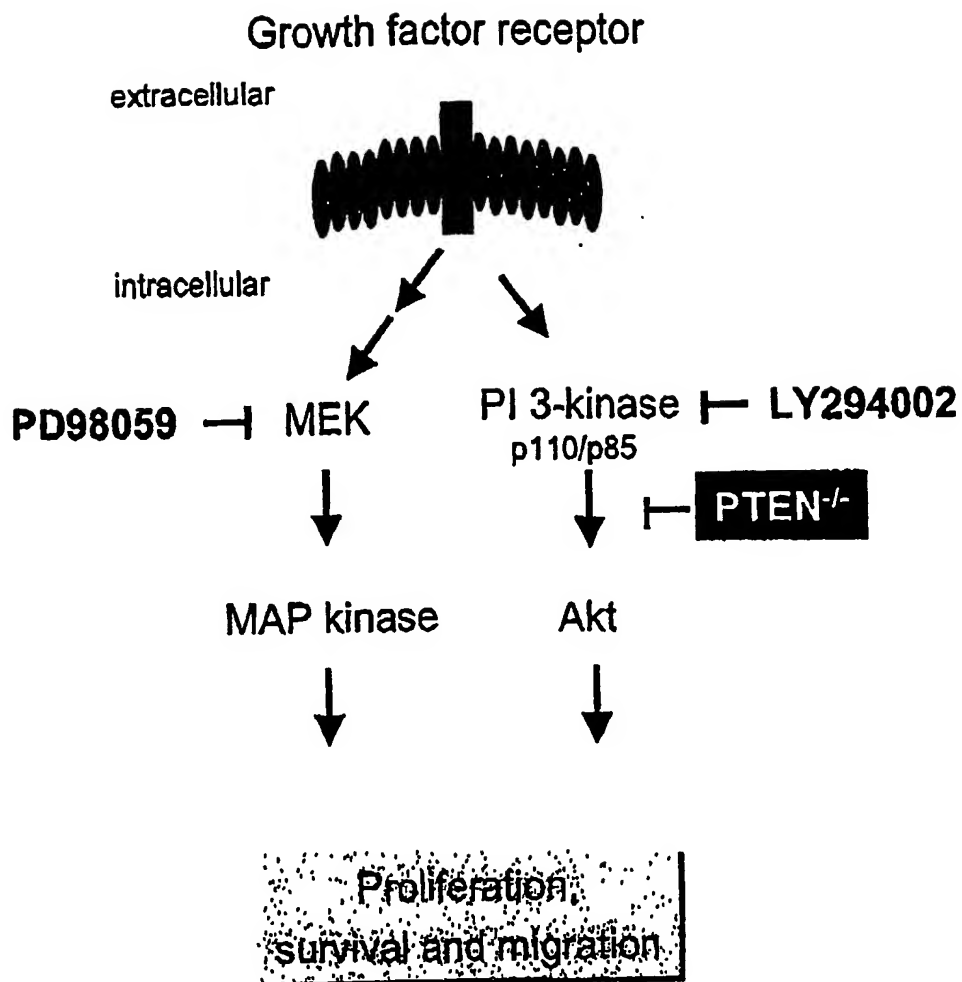 Growth factor receptor
extracellular
intracellular
PD98059 MEK PI 3-kinase LY294002
p110/p85
PTEN-/-
MAP kinase Akt
Proliferation,
survival and migration